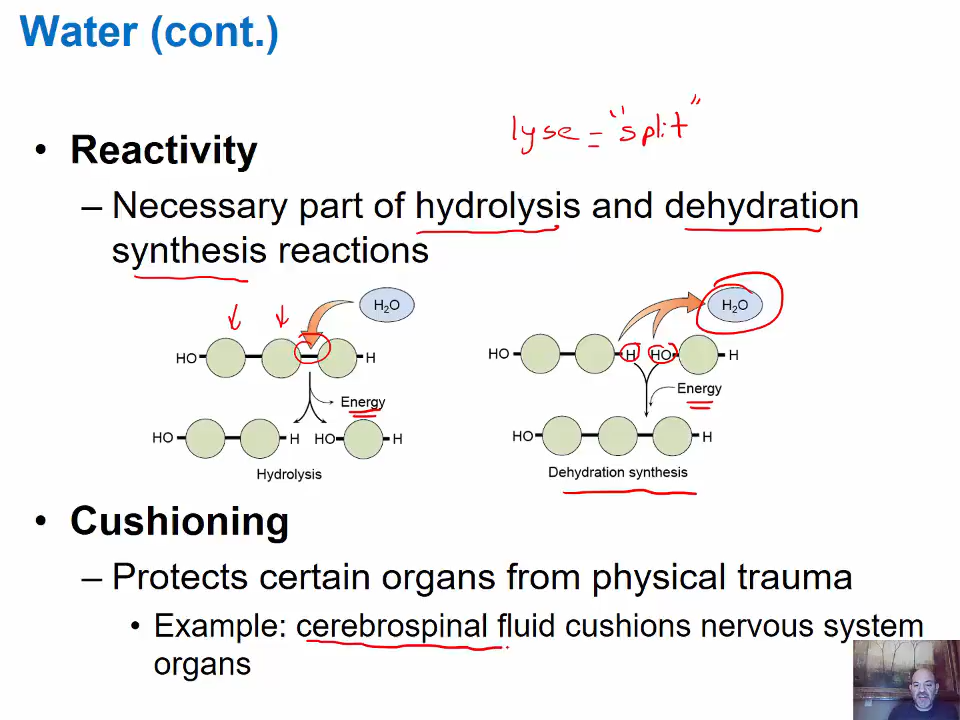 Water (cont.)
lyse = "split"
• Reactivity
– Necessary part of hydrolysis and dehydration
synthesis reactions
H₂O
H₂O
HO H
HO H HO H
Energy
Energy
HO H HO H
HO H
Hydrolysis
Dehydration synthesis
• Cushioning
– Protects certain organs from physical trauma
• Example: cerebrospinal fluid cushions nervous system
organs